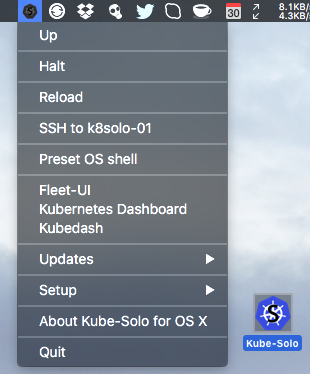 30
8.1KB/
4.3KB/
Up
Halt
Reload
SSH to k8solo-01
Preset OS shell
Fleet-UI
Kubernetes Dashboard
Kubedash
Updates
Setup
About Kube-Solo for OS X
Quit
S
Kube-Solo